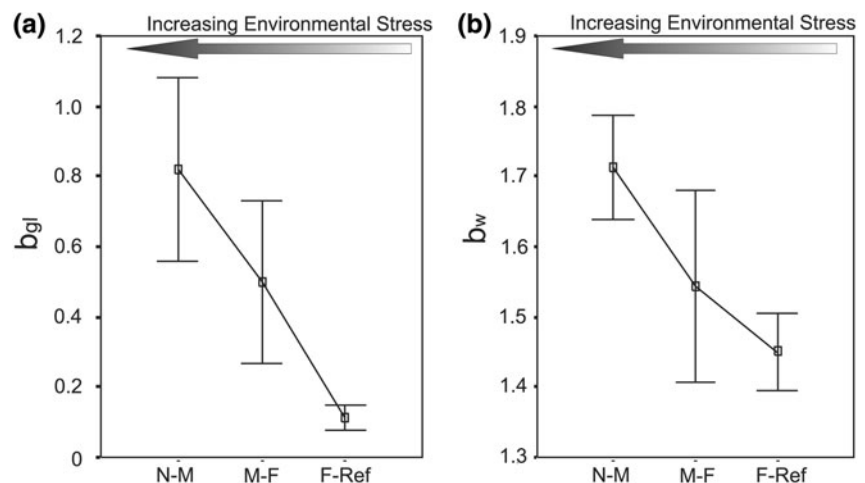 (a)
Increasing Environmental Stress
1.2
1.0
0.8
0.6
0.4
0.2
0
bgl
N-M M-F F-Ref
(b)
Increasing Environmental Stress
1.9
1.8
1.7
1.6
1.5
1.4
1.3
bw
N-M M-F F-Ref